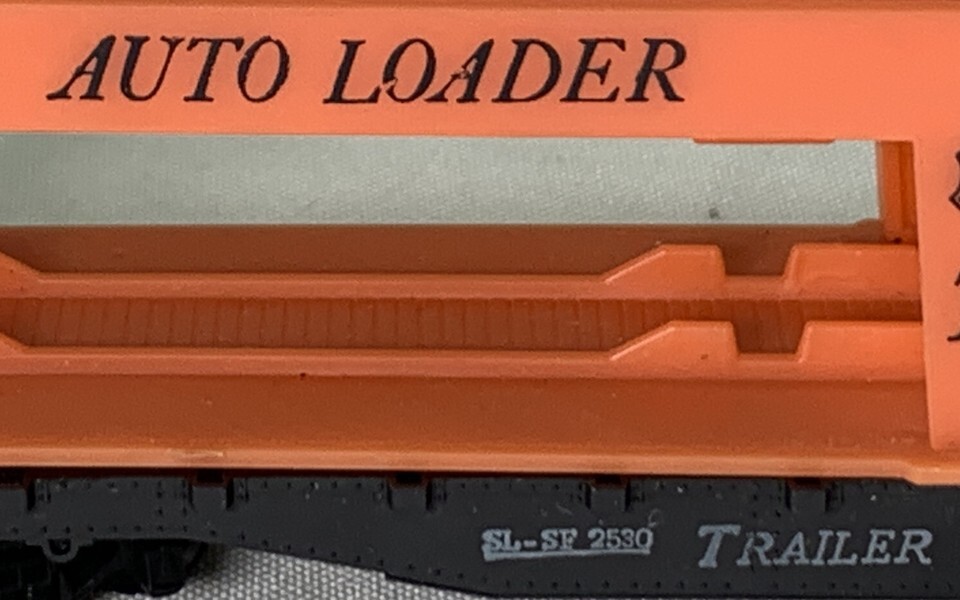 AUTO LOADER
SL-SF 2530 TRAILER